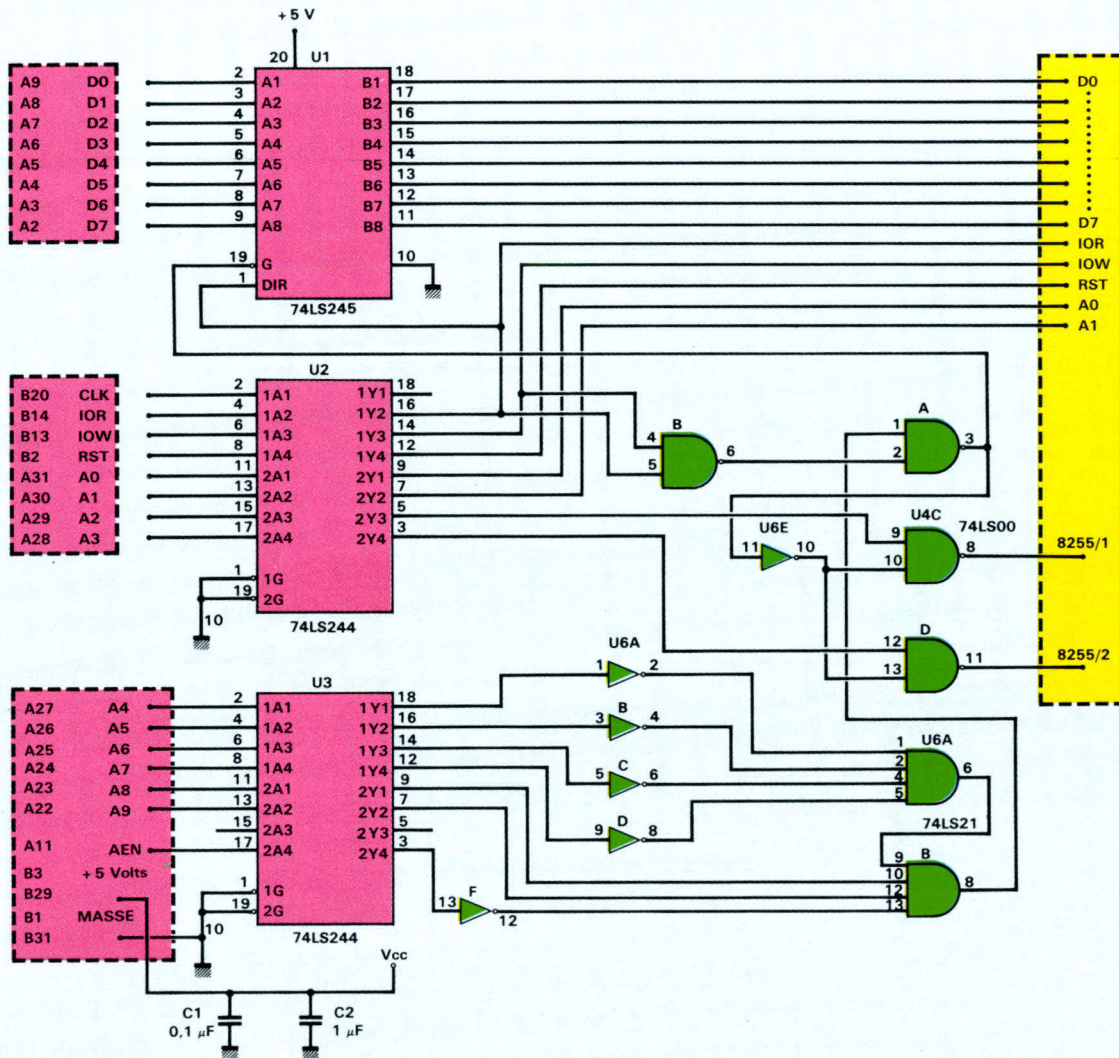 +5 V
20 U1
A9 D0 2 A1 B1 18 D0
A8 D1 3 A2 B2 17
A7 D2 4 A3 B3 16
A6 D3 5 A4 B4 15
A5 D4 6 A5 B5 14
A4 D5 7 A6 B6 13
A3 D6 8 A7 B7 12
A2 D7 9 A8 B8 11 D7
IOR
19 G 10 IOW
1 DIR RST
74LS245 A0
A1
U2
B20 CLK 2 1A1 1Y1 18
B14 IOR 4 1A2 1Y2 16
B13 IOW 6 1A3 1Y3 14
B2 RST 8 1A4 1Y4 12
A31 A0 11 2A1 2Y1 9
A30 A1 13 2A2 2Y2 7
A29 A2 15 2A3 2Y3 5
A28 A3 17 2A4 2Y4 3
1 1G
19 2G
10
74LS244
B
4
5
6
A
1
2
3
U6E
11 10
U4C 74LS00
9
10
8
8255/1
D
12
13
11
8255/2
U3
A27 A4 2 1A1 1Y1 18
A26 A5 4 1A2 1Y2 16
A25 A6 6 1A3 1Y3 14
A24 A7 8 1A4 1Y4 12
A23 A8 11 2A1 2Y1 9
A22 A9 13 2A2 2Y2 7
15 2A3 2Y3 5
A11 AEN 17 2A4 2Y4 3
B3 +5 Volts
B29 1 1G
B1 MASSE 19 2G
B31 10
74LS244
U6A
1 2
B
3 4
C
5 6
D
9 8
F
13 12
U6A
1
2
4
5
6
74LS21
B
9
10
12
13
8
Vcc
C1
0,1 µF
C2
1 µF